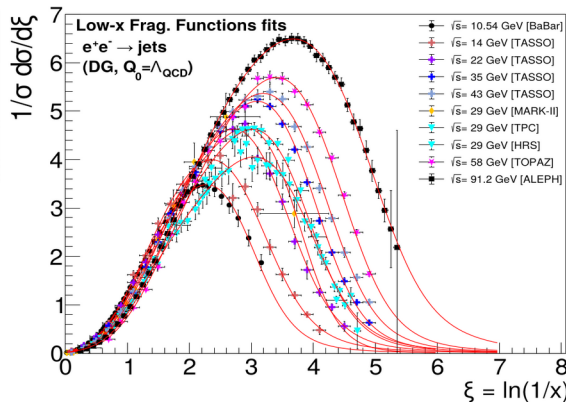 Low-x Frag. Functions fits
e⁺e⁻ → jets
(DG, Q₀=Λ_QCD)
√s= 10.54 GeV [BaBar]
√s= 14 GeV [TASSO]
√s= 22 GeV [TASSO]
√s= 35 GeV [TASSO]
√s= 43 GeV [TASSO]
√s= 29 GeV [MARK-II]
√s= 29 GeV [TPC]
√s= 29 GeV [HRS]
√s= 58 GeV [TOPAZ]
√s= 91.2 GeV [ALEPH]
1/σ dσ/dξ
7
6
5
4
3
2
1
0
0 1 2 3 4 5 6 7 8
ξ = ln(1/x)